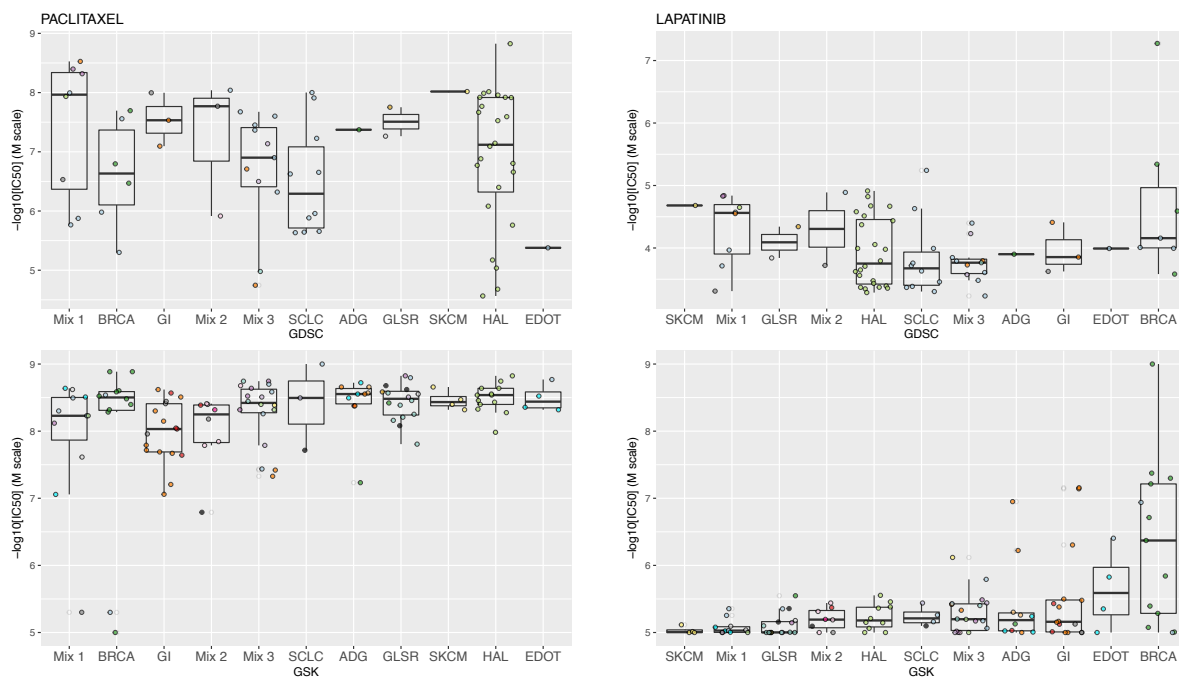 PACLITAXEL
−log10[IC50] (M scale)
9
8
7
6
5
Mix 1 BRCA GI Mix 2 Mix 3 SCLC ADG GLSR SKCM HAL EDOT
GDSC
LAPATINIB
−log10[IC50] (M scale)
7
6
5
4
SKCM Mix 1 GLSR Mix 2 HAL SCLC Mix 3 ADG GI EDOT BRCA
GDSC
−log10[IC50] (M scale)
9
8
7
6
5
Mix 1 BRCA GI Mix 2 Mix 3 SCLC ADG GLSR SKCM HAL EDOT
GSK
−log10[IC50] (M scale)
9
8
7
6
5
SKCM Mix 1 GLSR Mix 2 HAL SCLC Mix 3 ADG GI EDOT BRCA
GSK